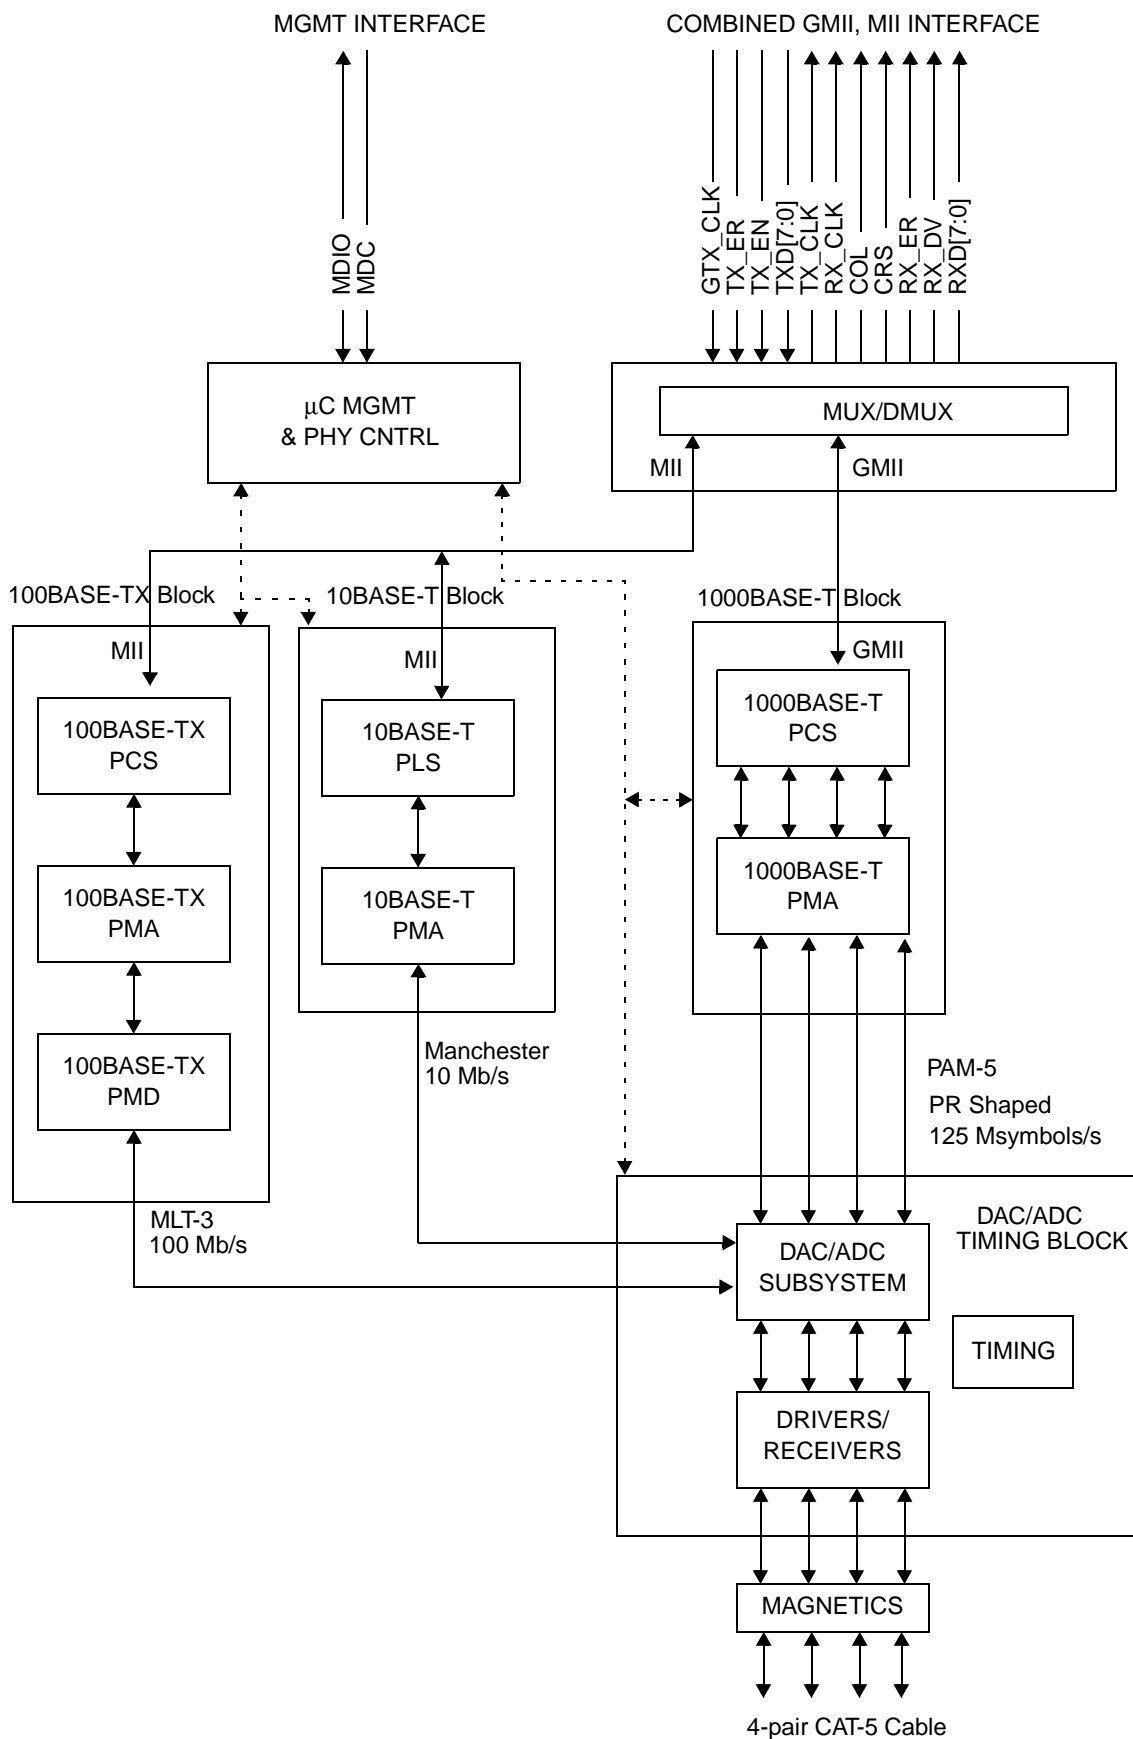 MGMT INTERFACE
COMBINED GMII, MII INTERFACE
MDIO
MDC
GTX_CLK
TX_ER
TX_EN
TXD[7:0]
TX_CLK
RX_CLK
COL
CRS
RX_ER
RX_DV
RXD[7:0]
μC MGMT
& PHY CNTRL
MUX/DMUX
MII
GMII
100BASE-TX Block
10BASE-T Block
1000BASE-T Block
MII
MII
GMII
100BASE-TX
PCS
10BASE-T
PLS
1000BASE-T
PCS
100BASE-TX
PMA
10BASE-T
PMA
1000BASE-T
PMA
100BASE-TX
PMD
Manchester
10 Mb/s
PAM-5
PR Shaped
125 Msymbols/s
MLT-3
100 Mb/s
DAC/ADC
SUBSYSTEM
DAC/ADC
TIMING BLOCK
TIMING
DRIVERS/
RECEIVERS
MAGNETICS
4-pair CAT-5 Cable